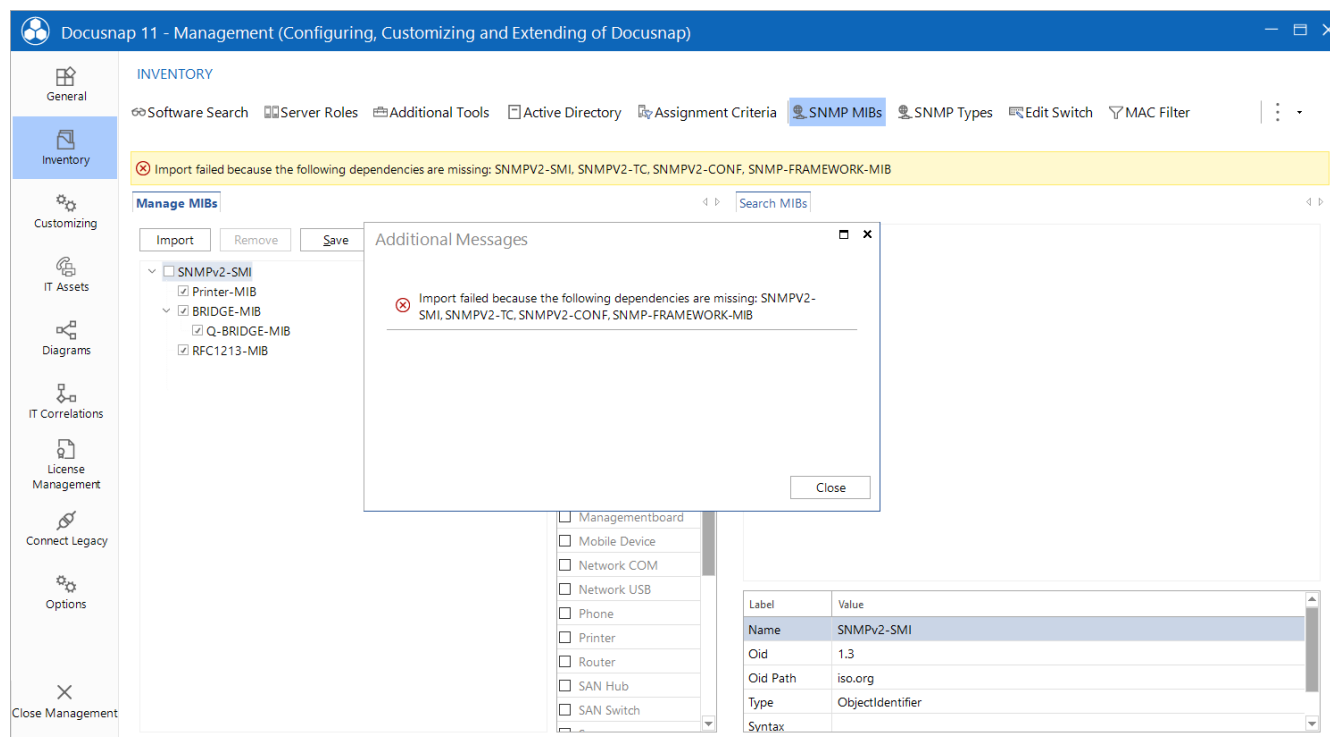 Docusnap 11 - Management (Configuring, Customizing and Extending of Docusnap)
General
Inventory
Customizing
IT Assets
Diagrams
IT Correlations
License
Management
Connect Legacy
Options
Close Management
INVENTORY
Software Search Server Roles Additional Tools Active Directory Assignment Criteria SNMP MIBs SNMP Types Edit Switch MAC Filter
Import failed because the following dependencies are missing: SNMPV2-SMI, SNMPV2-TC, SNMPV2-CONF, SNMP-FRAMEWORK-MIB
Manage MIBs
Import Remove Save
SNMPv2-SMI
Printer-MIB
BRIDGE-MIB
Q-BRIDGE-MIB
RFC1213-MIB
Additional Messages
Import failed because the following dependencies are missing: SNMPV2-
SMI, SNMPV2-TC, SNMPV2-CONF, SNMP-FRAMEWORK-MIB
Close
Managementboard
Mobile Device
Network COM
Network USB
Phone
Printer
Router
SAN Hub
SAN Switch
Search MIBs
Label Value
Name SNMPv2-SMI
Oid 1.3
Oid Path iso.org
Type ObjectIdentifier
Syntax